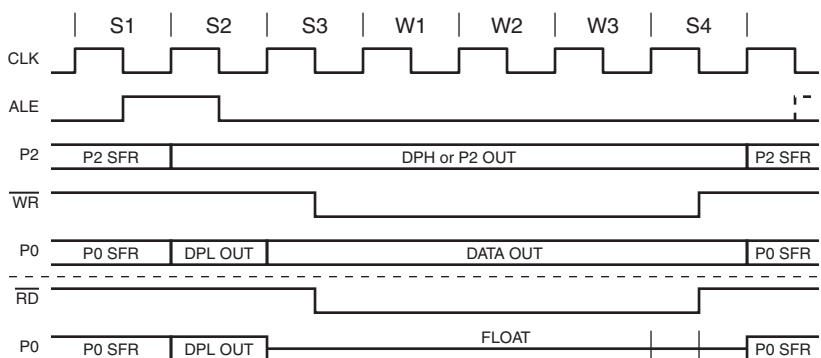 S1 S2 S3 W1 W2 W3 S4
CLK
ALE
P2 P2 SFR DPH or P2 OUT P2 SFR
WR
P0 P0 SFR DPL OUT DATA OUT P0 SFR
RD
P0 P0 SFR DPL OUT FLOAT P0 SFR